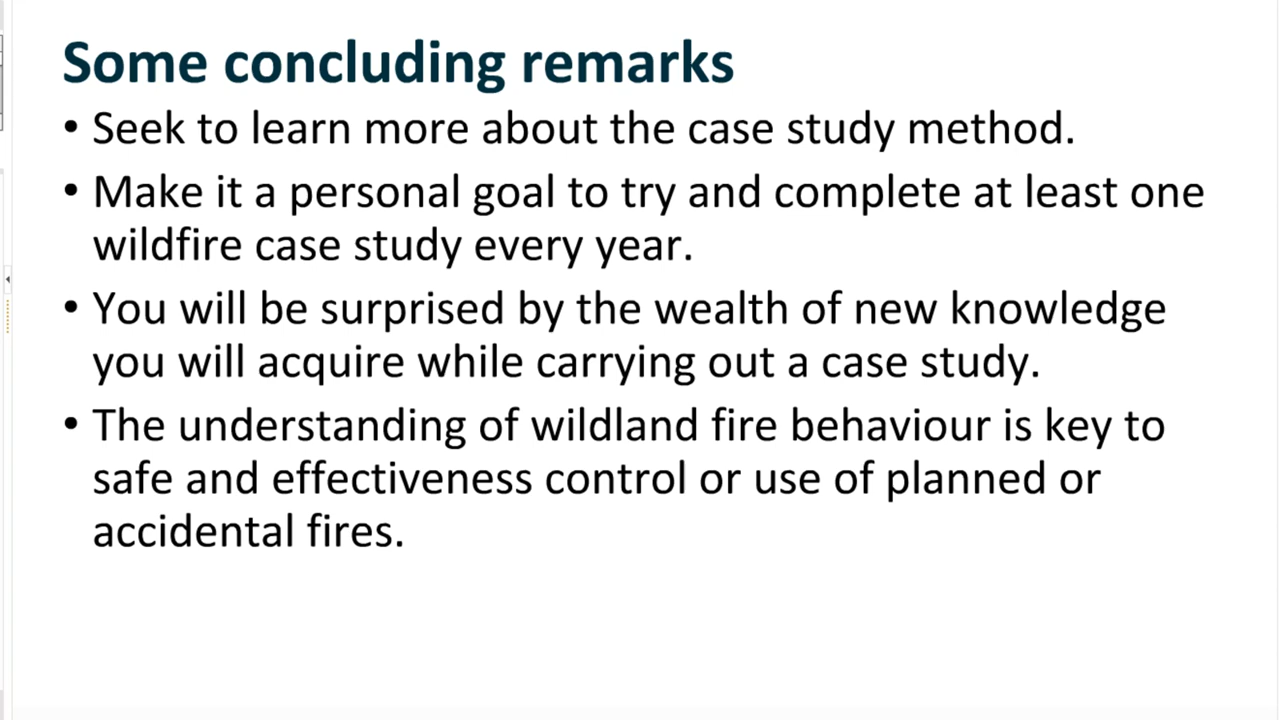 Some concluding remarks
• Seek to learn more about the case study method.
• Make it a personal goal to try and complete at least one
wildfire case study every year.
• You will be surprised by the wealth of new knowledge
you will acquire while carrying out a case study.
• The understanding of wildland fire behaviour is key to
safe and effectiveness control or use of planned or
accidental fires.